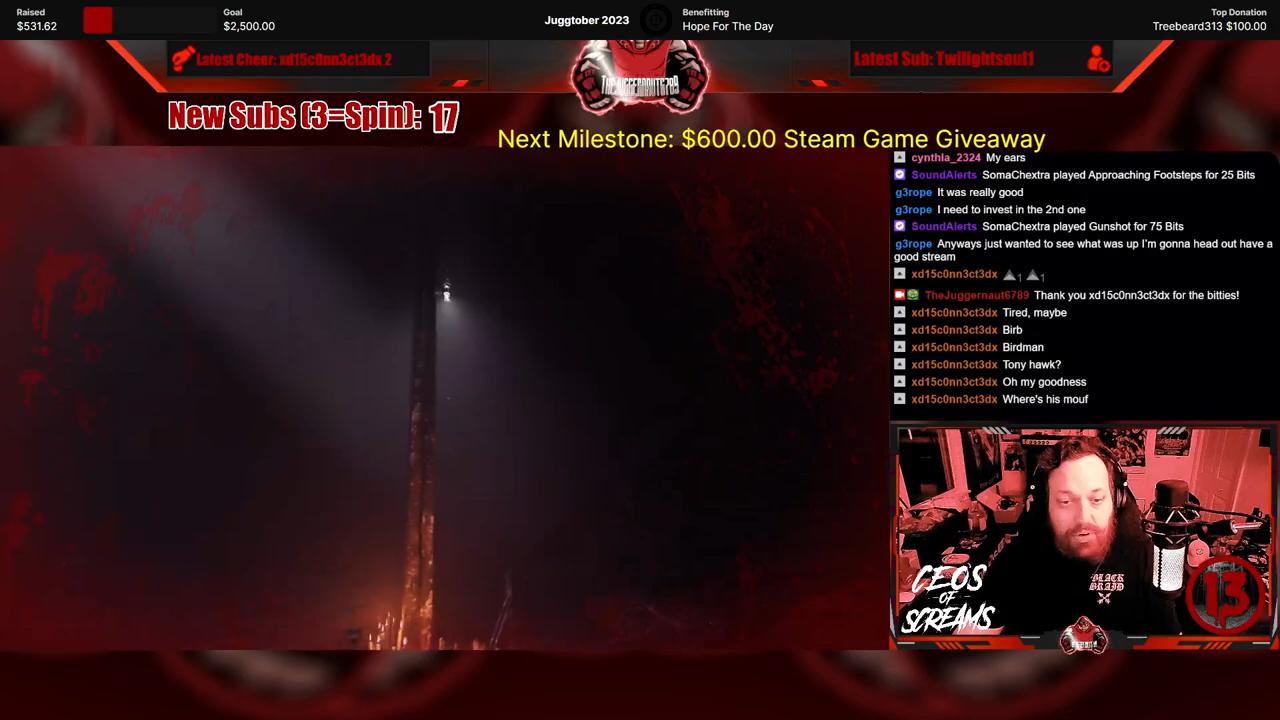 Raised
$531.62
Goal
$2,500.00
Juggtober 2023
Benefitting
Hope For The Day
Top Donation
Treebeard313 $100.00
Latest Cheer: xd15c0nn3ct3dx 2
THEJUGGERNAUT6789
Latest Sub: Twilightsoul1
New Subs (3=Spin): 17
Next Milestone: $600.00 Steam Game Giveaway
cynthia_2324 My ears
SoundAlerts SomaChextra played Approaching Footsteps for 25 Bits
g3rope It was really good
g3rope I need to invest in the 2nd one
SoundAlerts SomaChextra played Gunshot for 75 Bits
g3rope Anyways just wanted to see what was up I'm gonna head out have a
good stream
xd15c0nn3ct3dx 1 1
TheJuggernaut6789 Thank you xd15c0nn3ct3dx for the bitties!
xd15c0nn3ct3dx Tired, maybe
xd15c0nn3ct3dx Birb
xd15c0nn3ct3dx Birdman
xd15c0nn3ct3dx Tony hawk?
xd15c0nn3ct3dx Oh my goodness
xd15c0nn3ct3dx Where's his mouf
CEOS
OF
SCREAMS
BLACK
BRAID
13